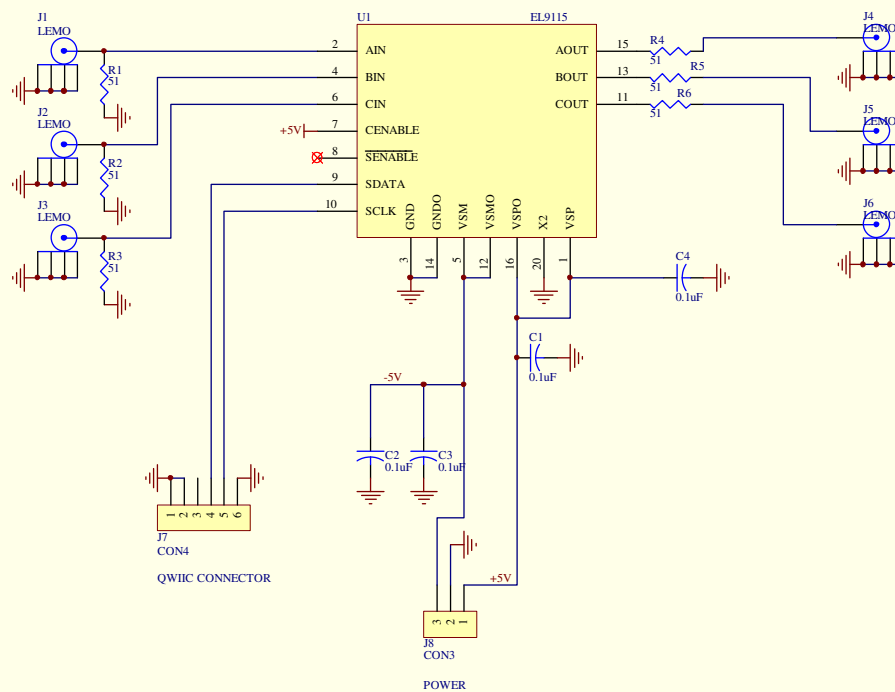 J1
LEMO
R1
51
J2
LEMO
R2
51
J3
LEMO
R3
51
U1
EL9115
2
AIN
4
BIN
6
CIN
+5V
7
CENABLE
8
SENABLE
9
SDATA
10
SCLK
AOUT
15
BOUT
13
COUT
11
GND
GNDO
VSM
VSMO
VSPO
X2
VSP
3
14
5
12
16
20
1
R4
51
R5
51
R6
51
J4
LEMO
J5
LEMO
J6
LEMO
C4
0.1uF
C1
0.1uF
-5V
C2
0.1uF
C3
0.1uF
1
2
3
4
5
6
J7
CON4
QWIIC CONNECTOR
+5V
3
2
1
J8
CON3
POWER